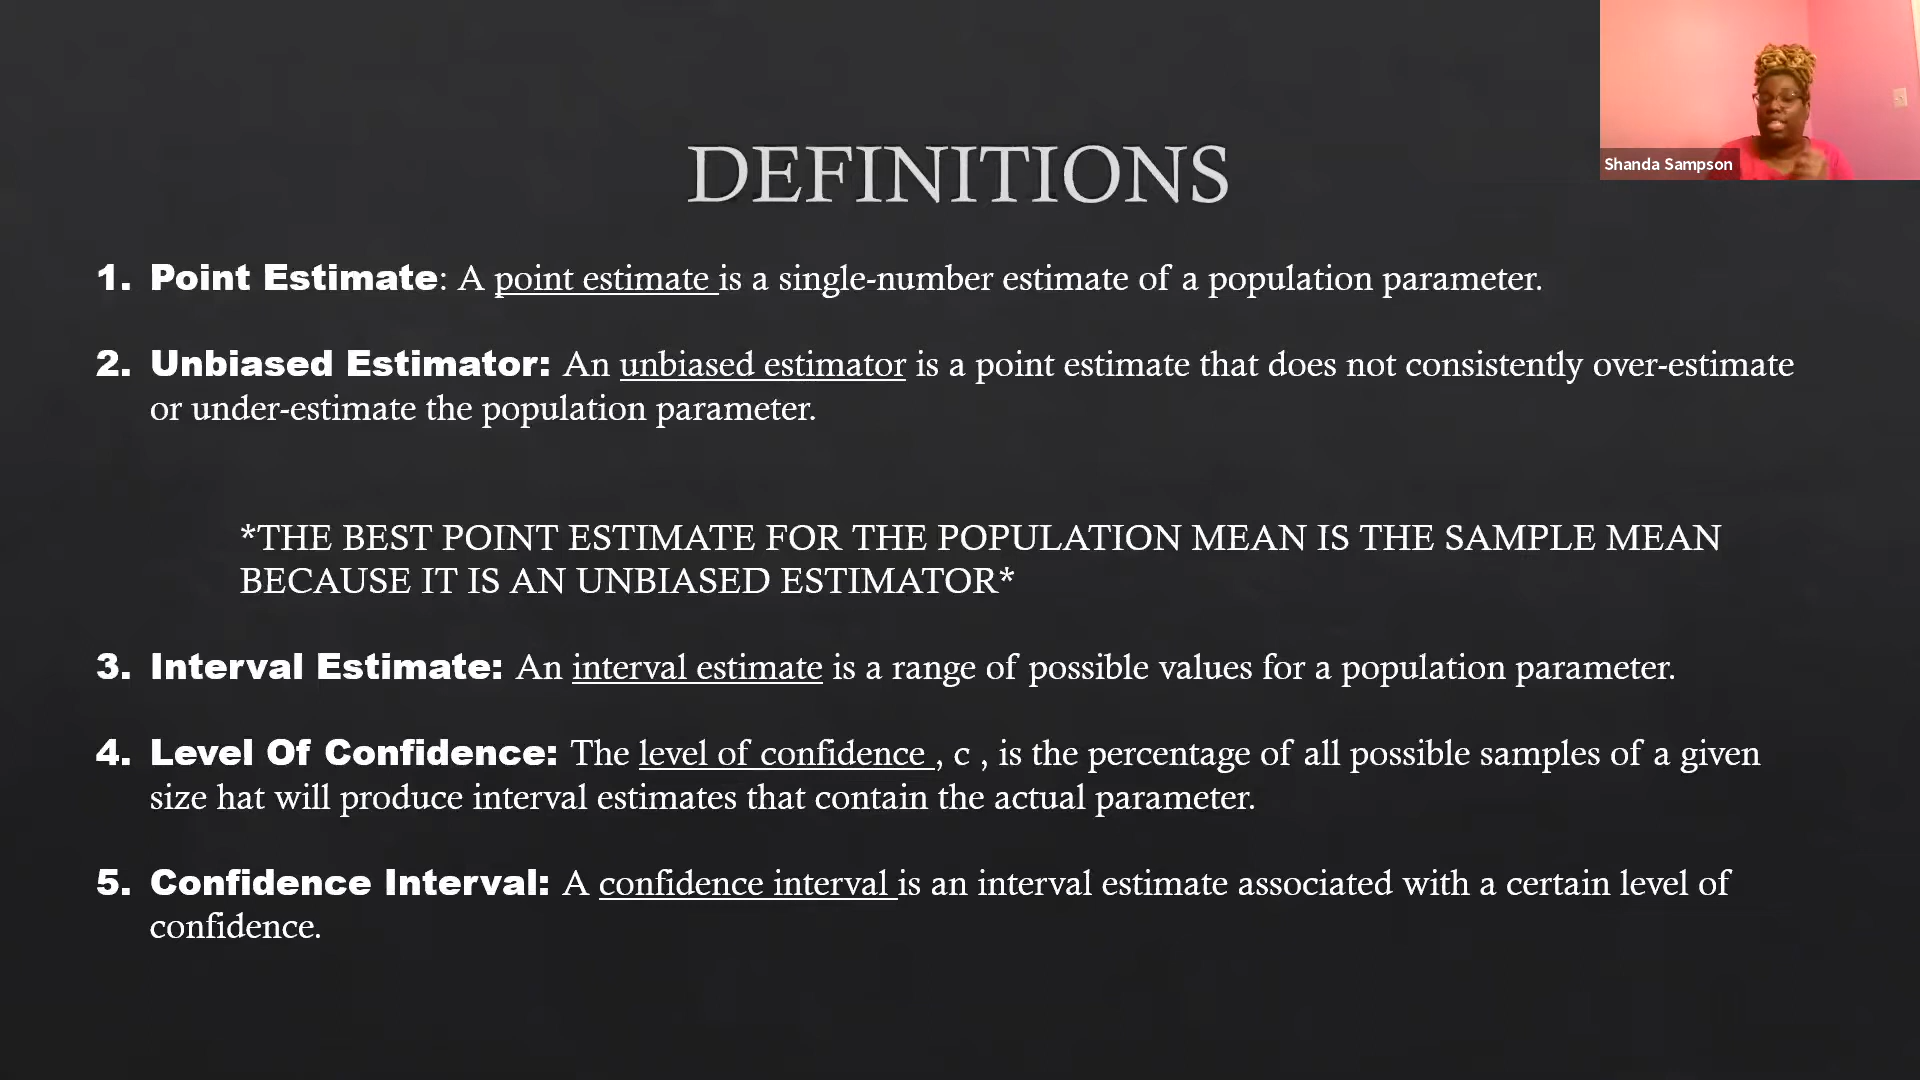 Shanda Sampson
DEFINITIONS
1. Point Estimate: A point estimate is a single-number estimate of a population parameter.
2. Unbiased Estimator: An unbiased estimator is a point estimate that does not consistently over-estimate
or under-estimate the population parameter.
*THE BEST POINT ESTIMATE FOR THE POPULATION MEAN IS THE SAMPLE MEAN
BECAUSE IT IS AN UNBIASED ESTIMATOR*
3. Interval Estimate: An interval estimate is a range of possible values for a population parameter.
4. Level Of Confidence: The level of confidence , c , is the percentage of all possible samples of a given
size hat will produce interval estimates that contain the actual parameter.
5. Confidence Interval: A confidence interval is an interval estimate associated with a certain level of
confidence.